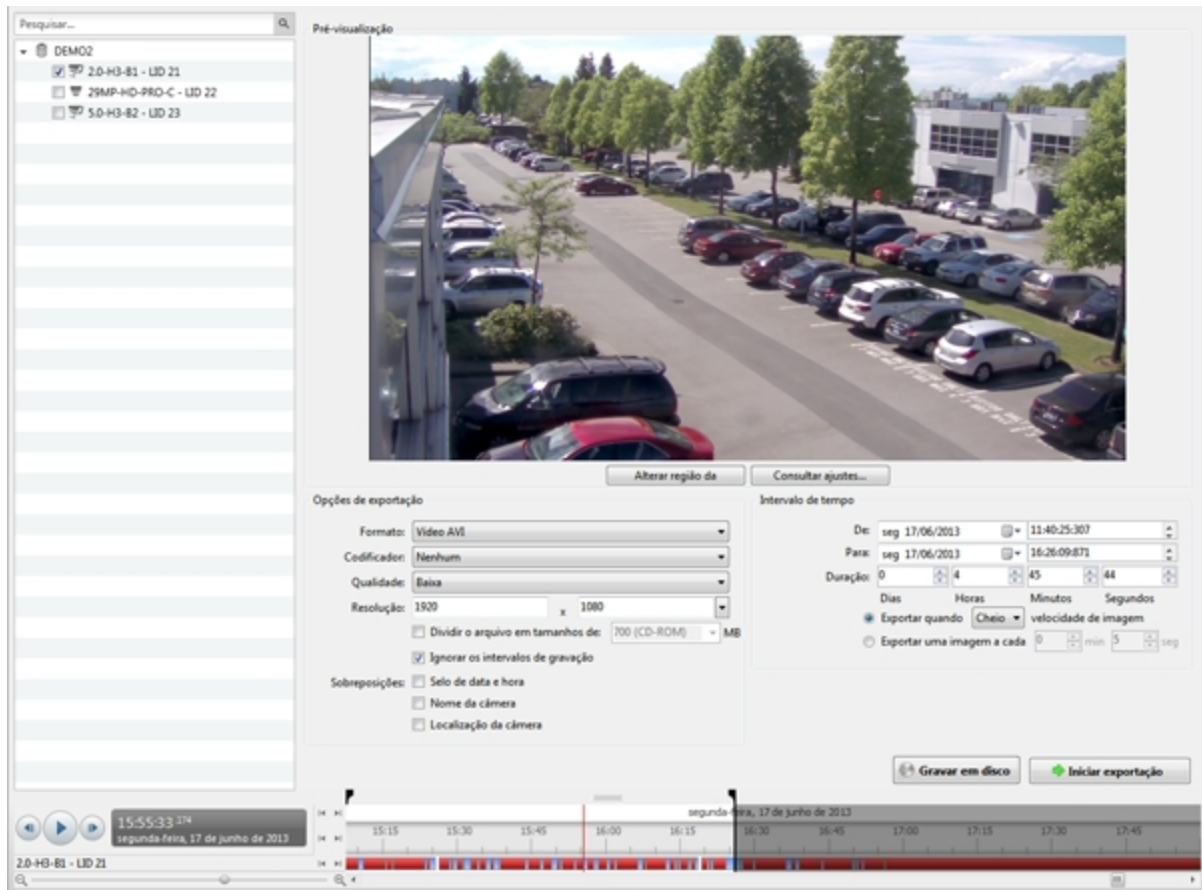 Pesquisar...
DEMO2
2.0-H3-B1 - LID 21
29MP-HD-PRO-C - LID 22
5.0-H3-B2 - LID 23
Pré-visualização
Alterar região da
Consultar ajustes...
Opções de exportação
Formato: Vídeo AVI
Codificador: Nenhum
Qualidade: Baixa
Resolução: 1920 x 1080
Dividir o arquivo em tamanhos de: 700 (CD-ROM) MB
Ignorar os intervalos de gravação
Sobreposições: Selo de data e hora
Nome da câmera
Localização da câmera
Intervalo de tempo
De: seg 17/06/2013 11:40:25:307
Para: seg 17/06/2013 16:26:09:871
Duração: 0 4 45 44
Dias Horas Minutos Segundos
Exportar quando Cheio velocidade de imagem
Exportar uma imagem a cada 0 min 5 seg
Gravar em disco
Iniciar exportação
15:55:33.174
segunda-feira, 17 de junho de 2013
segunda-feira, 17 de junho de 2013
15:15 15:30 15:45 16:00 16:15 16:30 16:45 17:00 17:15 17:30 17:45
2.0-H3-B1 - LID 21